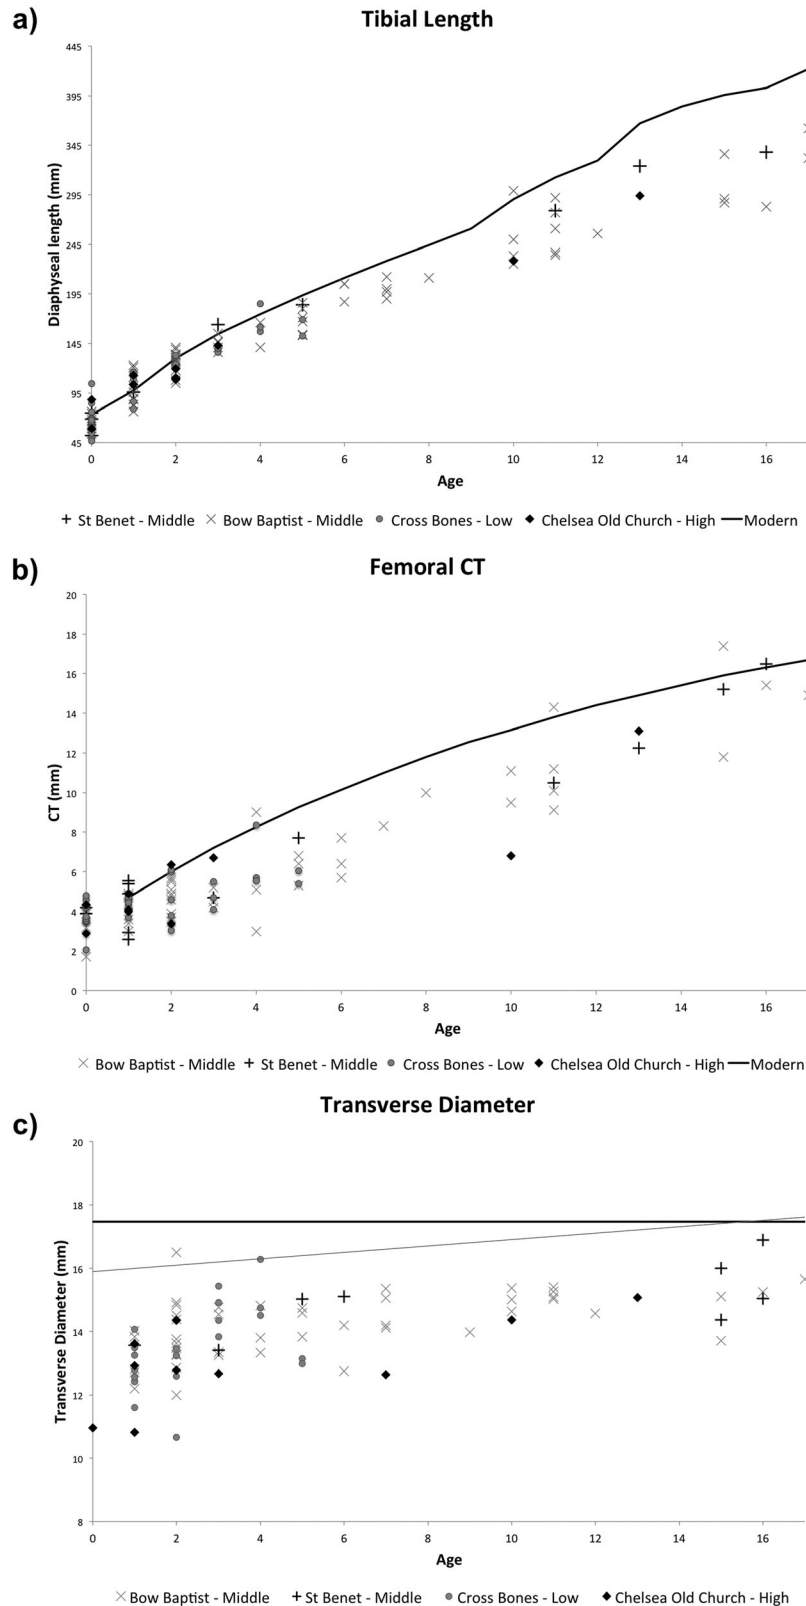 a)
Tibial Length
445
395
345
295
245
195
145
95
45
Diaphyseal length (mm)
0 2 4 6 8 10 12 14 16
Age
St Benet - Middle Bow Baptist - Middle Cross Bones - Low Chelsea Old Church - High Modern
b)
Femoral CT
20
18
16
14
12
10
8
6
4
2
0
CT (mm)
0 2 4 6 8 10 12 14 16
Age
Bow Baptist - Middle St Benet - Middle Cross Bones - Low Chelsea Old Church - High Modern
c)
Transverse Diameter
20
18
16
14
12
10
8
Transverse Diameter (mm)
0 2 4 6 8 10 12 14 16
Age
Bow Baptist - Middle St Benet - Middle Cross Bones - Low Chelsea Old Church - High